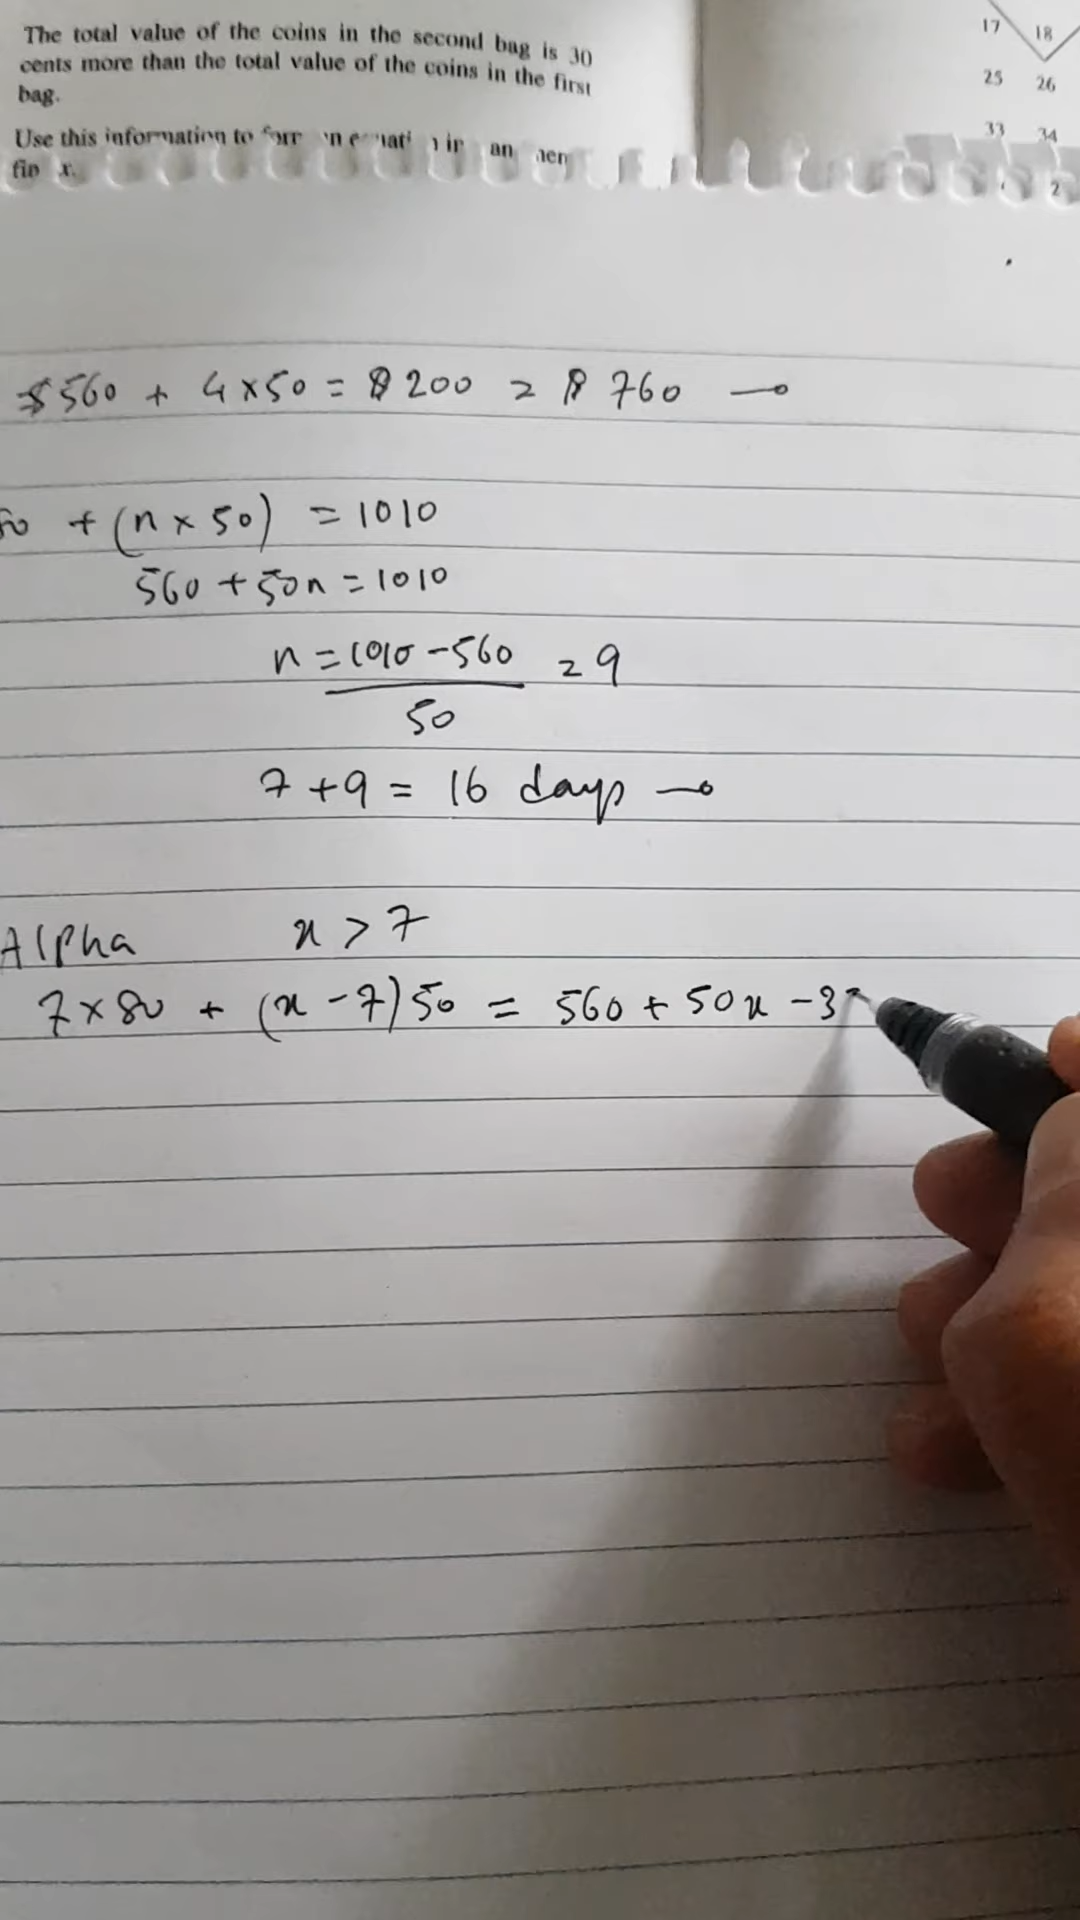 The total value of the coins in the second bag is 30
cents more than the total value of the coins in the first
bag.
Use this information to
x.
17 18
25 26
33 34
2
$560 + 4 × 50 = $200 = $760
+ (n × 50) = 1010
560 + 50n = 1010
n = 1010 - 560 = 9
50
7 + 9 = 16 days
Alpha x > 7
7 × 80 + (x - 7) 50 = 560 + 50x - 3